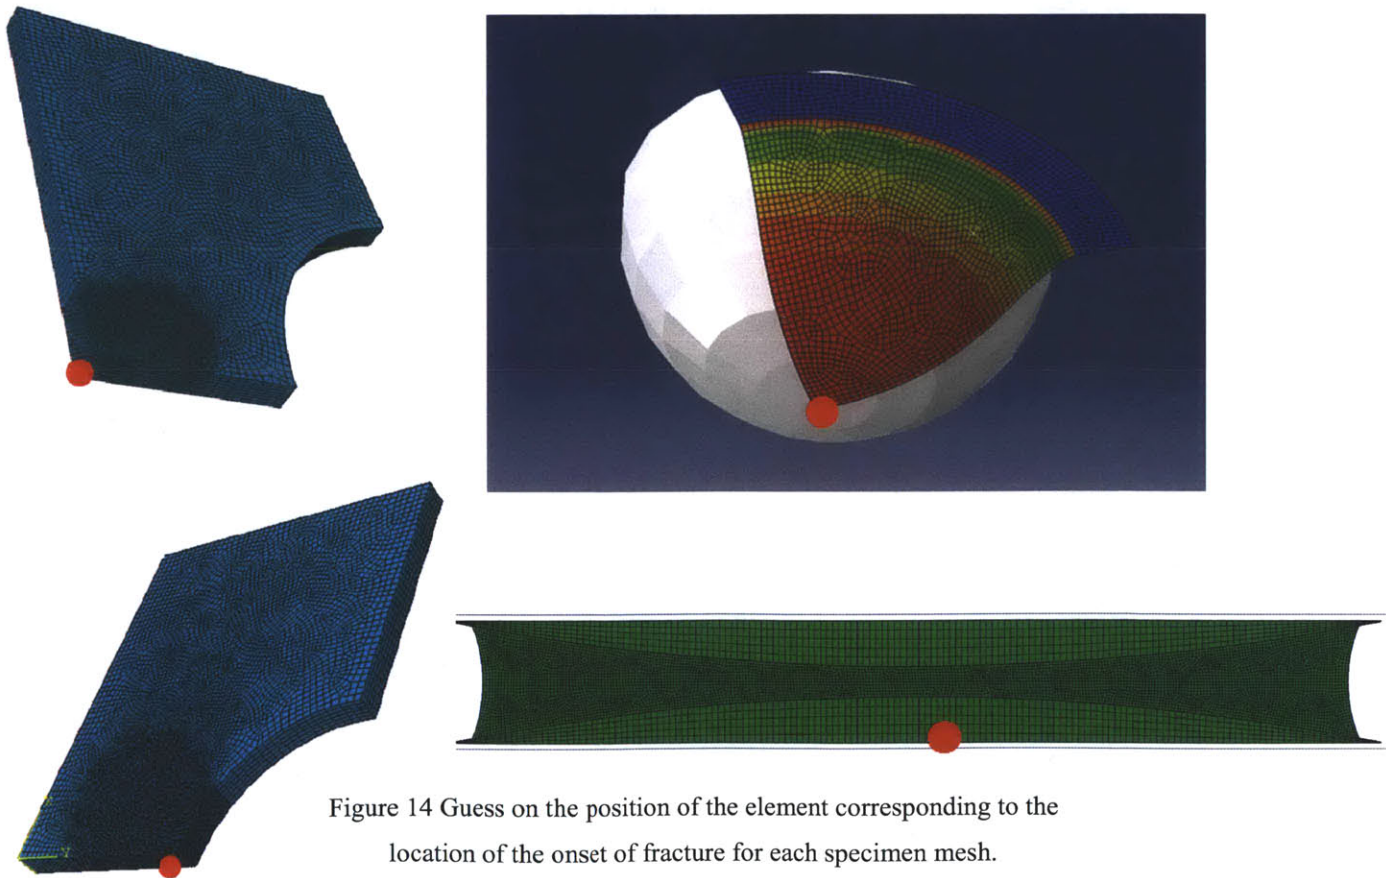 Figure 14 Guess on the position of the element corresponding to the
location of the onset of fracture for each specimen mesh.